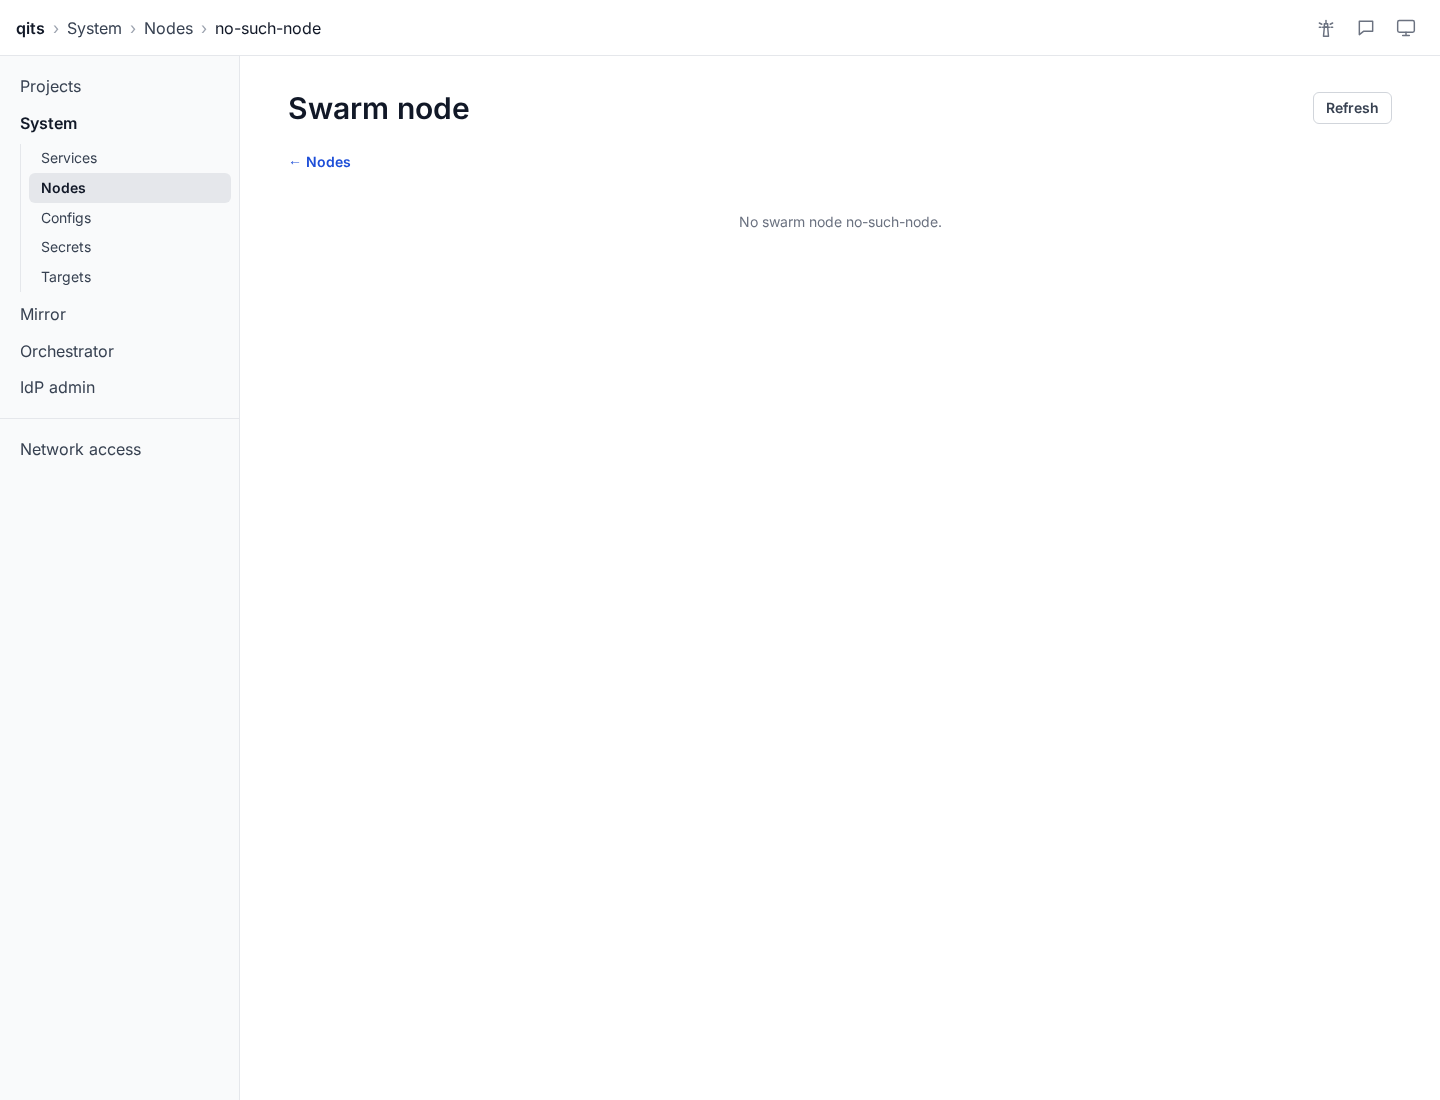 qits › System › Nodes › no-such-node
Projects
System
Services
Nodes
Configs
Secrets
Targets
Mirror
Orchestrator
IdP admin
Network access
Swarm node
Refresh
← Nodes
No swarm node no-such-node.